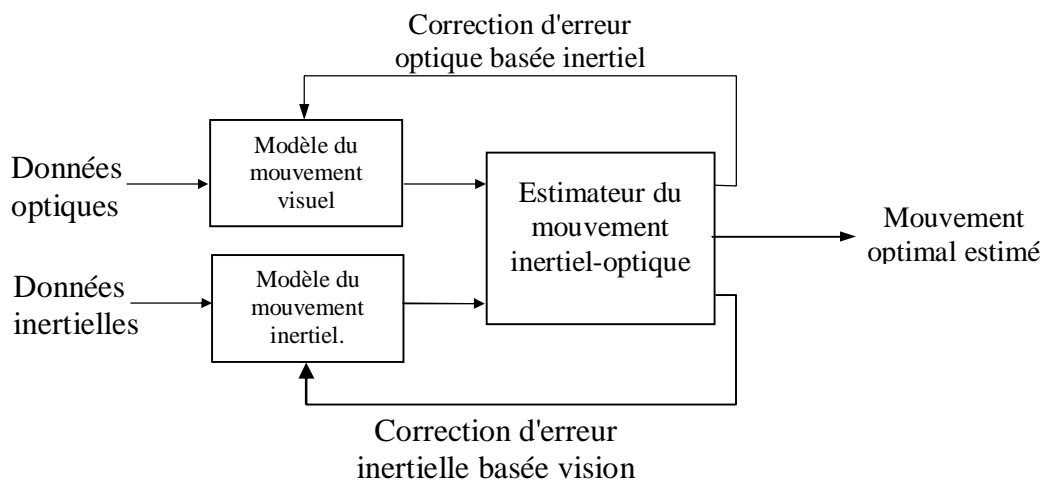 Correction d'erreur
optique basée inertiel
Données
optiques
Modèle du
mouvement
visuel
Estimateur du
mouvement
inertiel-optique
Mouvement
optimal estimé
Données
inertielles
Modèle du
mouvement
inertiel.
Correction d'erreur
inertielle basée vision